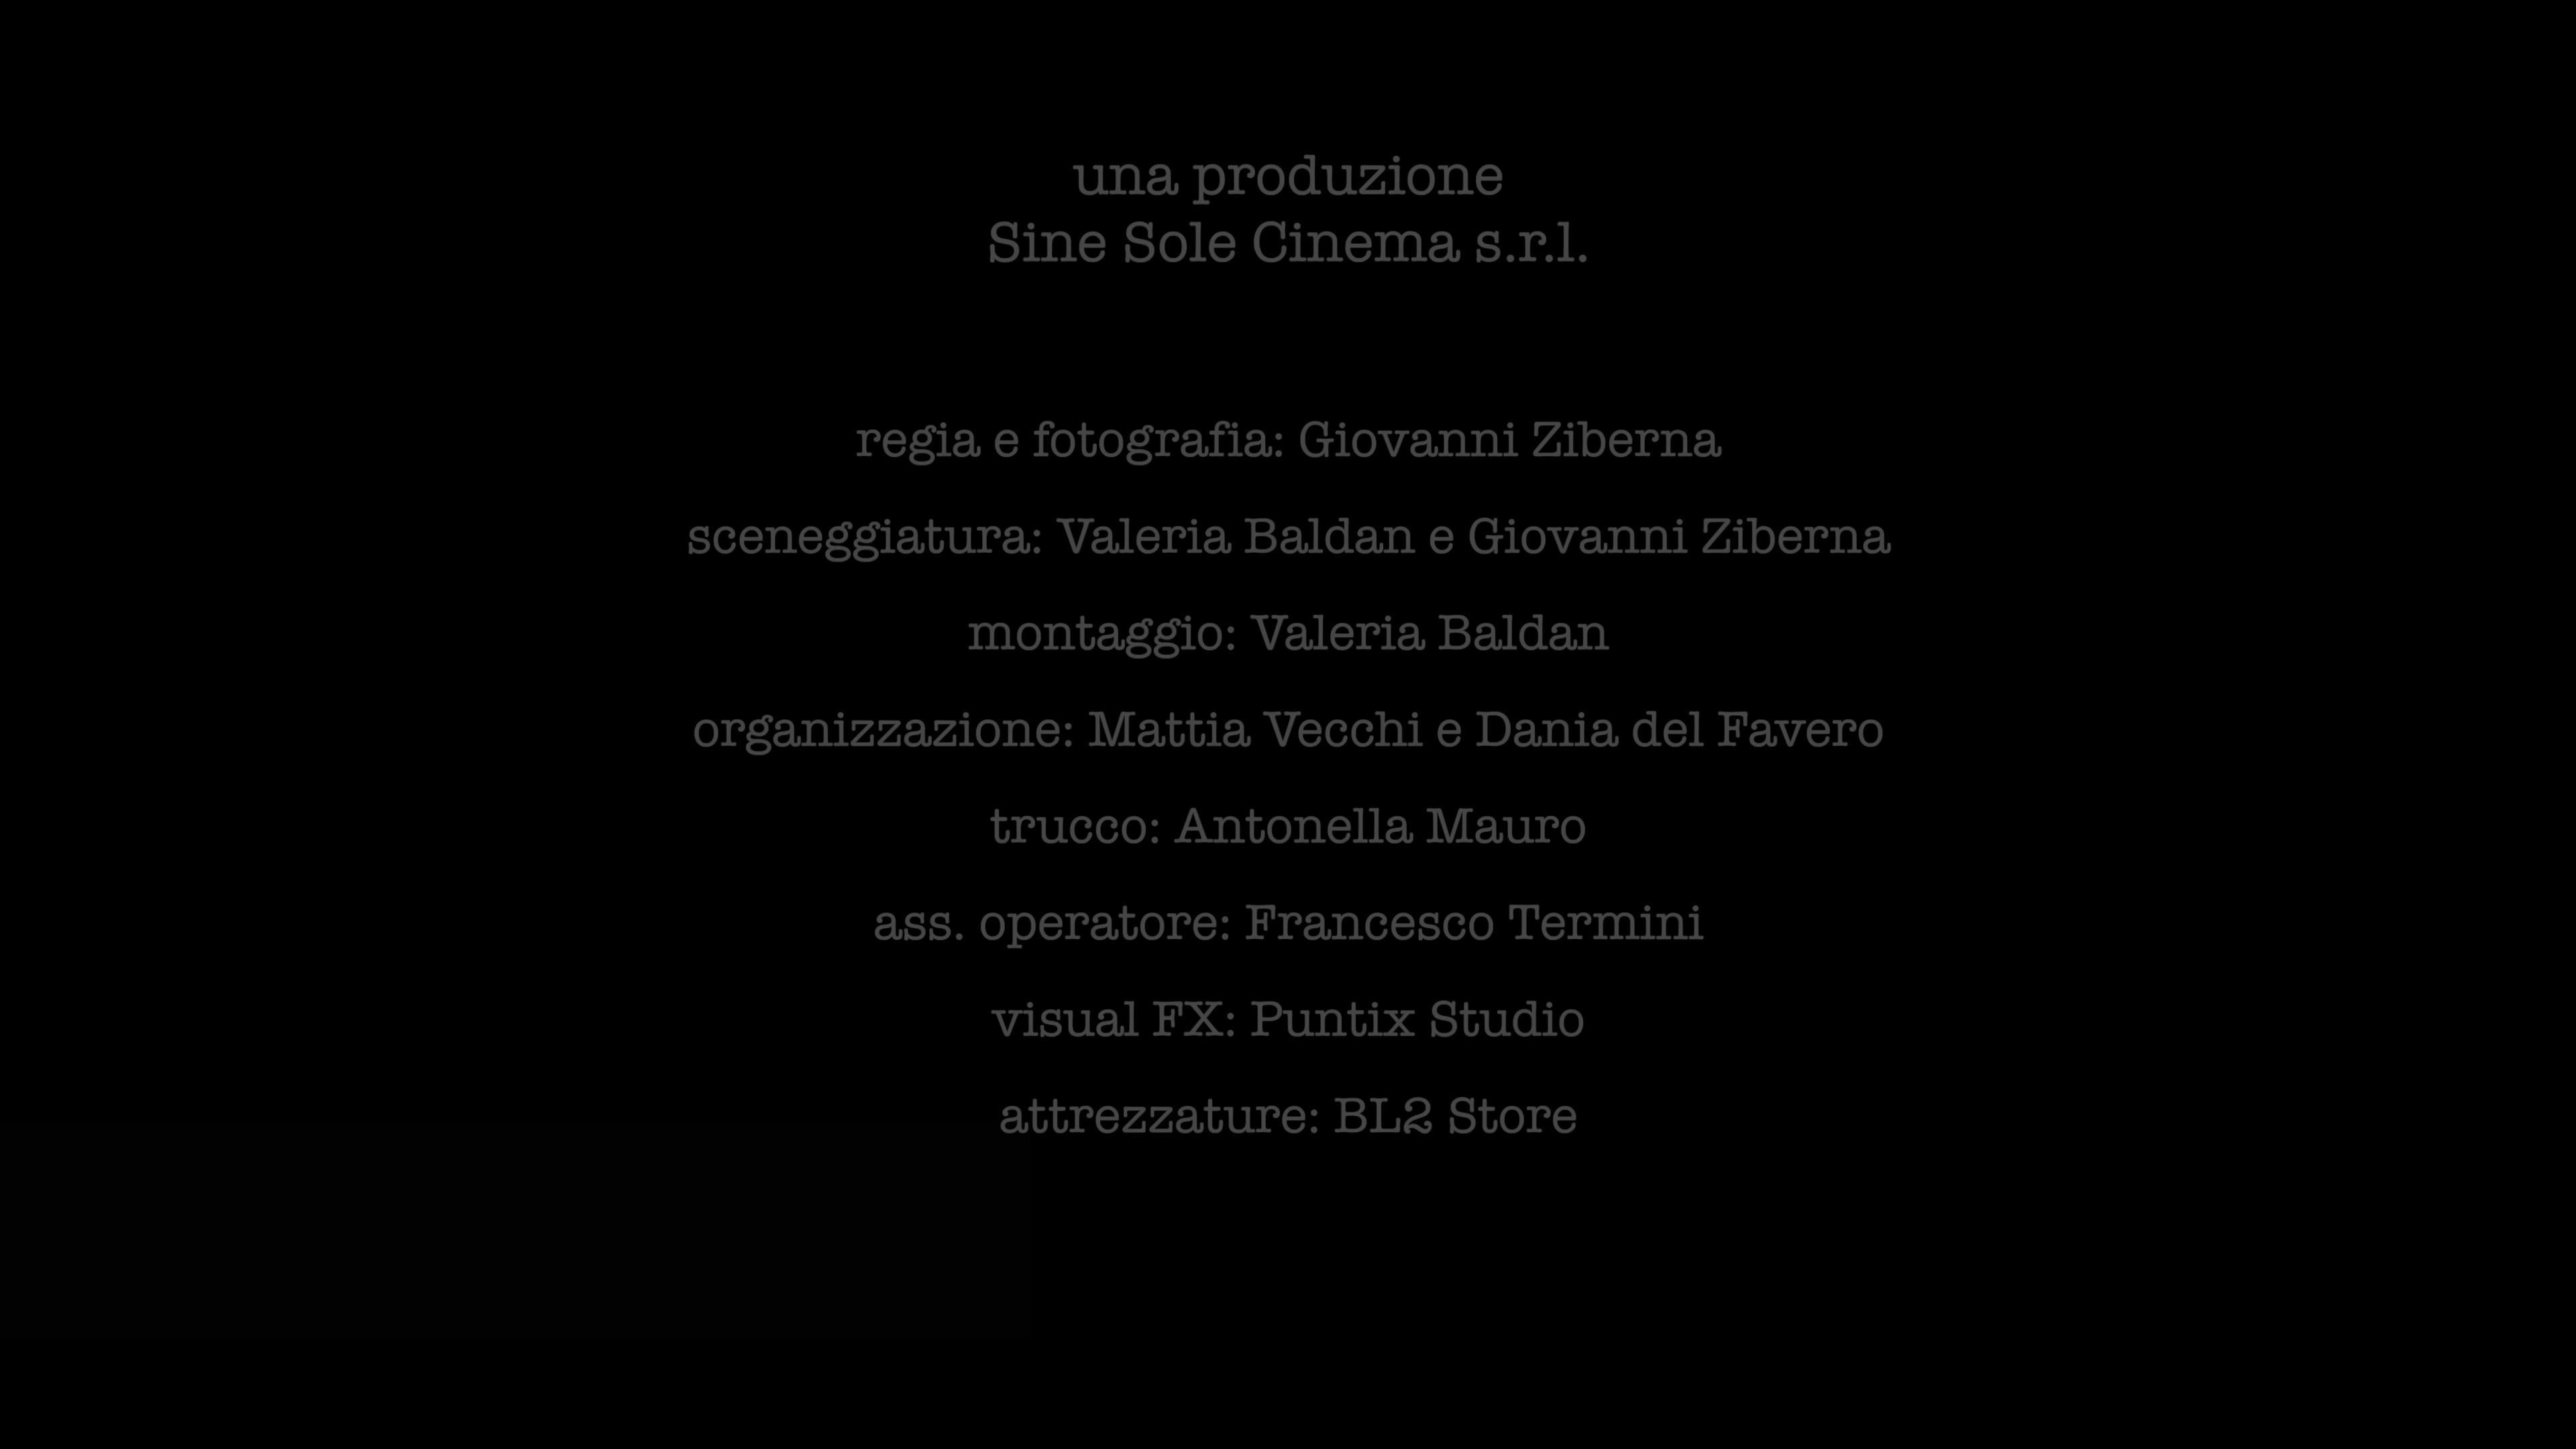 una produzione
Sine Sole Cinema s.r.l.
regia e fotografia: Giovanni Ziberna
sceneggiatura: Valeria Baldan e Giovanni Ziberna
montaggio: Valeria Baldan
organizzazione: Mattia Vecchi e Dania del Favero
trucco: Antonella Mauro
ass. operatore: Francesco Termini
visual FX: Puntix Studio
attrezzature: BL2 Store